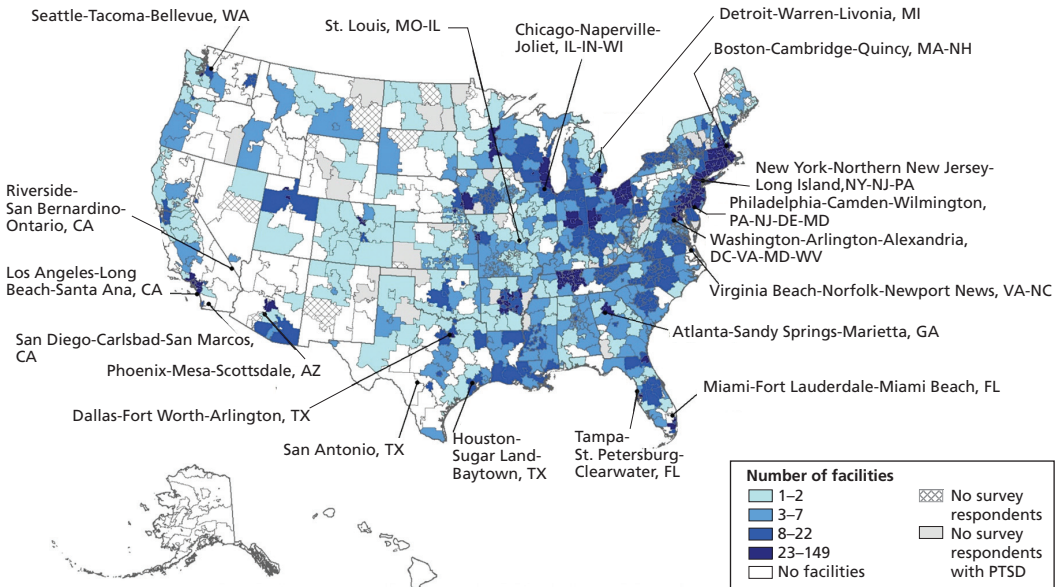 Seattle-Tacoma-Bellevue, WA
St. Louis, MO-IL
Chicago-Naperville-
Joliet, IL-IN-WI
Detroit-Warren-Livonia, MI
Boston-Cambridge-Quincy, MA-NH
New York-Northern New Jersey-
Long Island,NY-NJ-PA
Philadelphia-Camden-Wilmington,
PA-NJ-DE-MD
Washington-Arlington-Alexandria,
DC-VA-MD-WV
Virginia Beach-Norfolk-Newport News, VA-NC
Atlanta-Sandy Springs-Marietta, GA
Miami-Fort Lauderdale-Miami Beach, FL
Riverside-
San Bernardino-
Ontario, CA
Los Angeles-Long
Beach-Santa Ana, CA
San Diego-Carlsbad-San Marcos,
CA
Phoenix-Mesa-Scottsdale, AZ
Dallas-Fort Worth-Arlington, TX
San Antonio, TX
Houston-
Sugar Land-
Baytown, TX
Tampa-
St. Petersburg-
Clearwater, FL
Number of facilities
1–2
3–7
8–22
23–149
No facilities
No survey
respondents
No survey
respondents
with PTSD